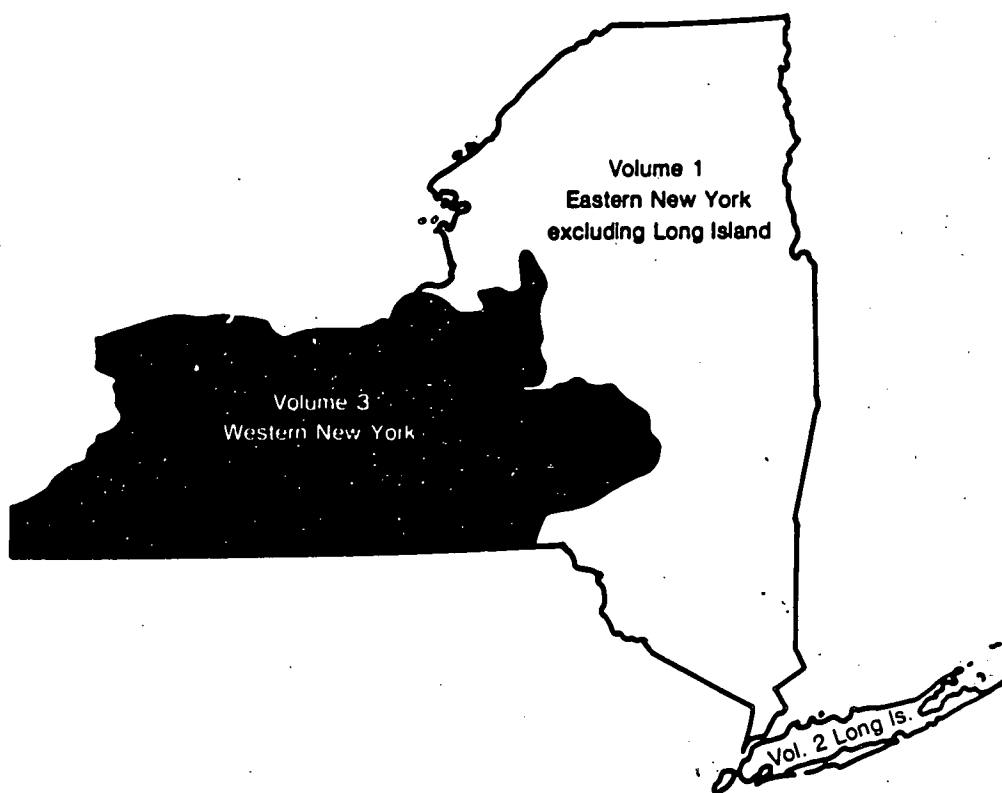 Volume 1
Eastern New York
excluding Long Island
Volume 3
Western New York
Vol. 2 Long Is.